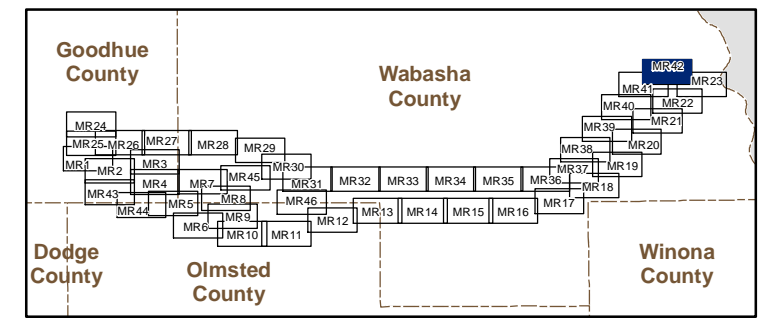 Goodhue
County
Wabasha
County
MR42
MR41
MR23
MR40
MR22
MR24
MR39
MR21
MR25
MR26
MR27
MR28
MR29
MR38
MR20
MR1
MR2
MR3
MR30
MR37
MR19
MR4
MR7
MR45
MR31
MR32
MR33
MR34
MR35
MR36
MR18
MR43
MR5
MR8
MR46
MR17
MR44
MR9
MR12
MR13
MR14
MR15
MR16
MR6
MR10
MR11
Dodge
County
Olmsted
County
Winona
County